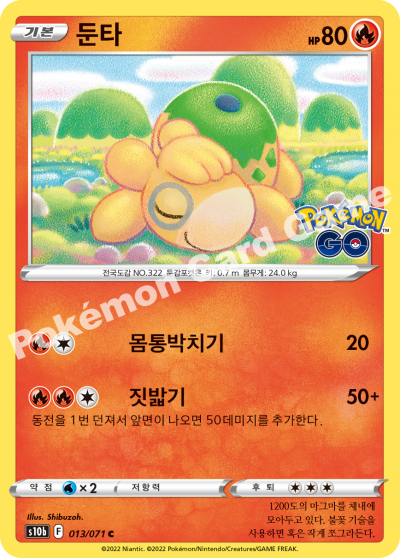 기본 둔타 HP 80
Pokémon GO
전국도감 NO.322 둔감포켓몬 키: 0.7 m 몸무게: 24.0 kg
Pokémon Card Game
몸통박치기 20
짓밟기 50+
동전을 1번 던져서 앞면이 나오면 50데미지를 추가한다.
약점 ×2 저항력 후퇴
Illus. Shibuzoh.
s10b F 013/071 C
1200도의 마그마를 체내에
모아두고 있다. 불꽃 기술을
사용하면 혹은 작게 쪼그라든다.
©2022 Niantic. ©2022 Pokémon/Nintendo/Creatures/GAME FREAK.